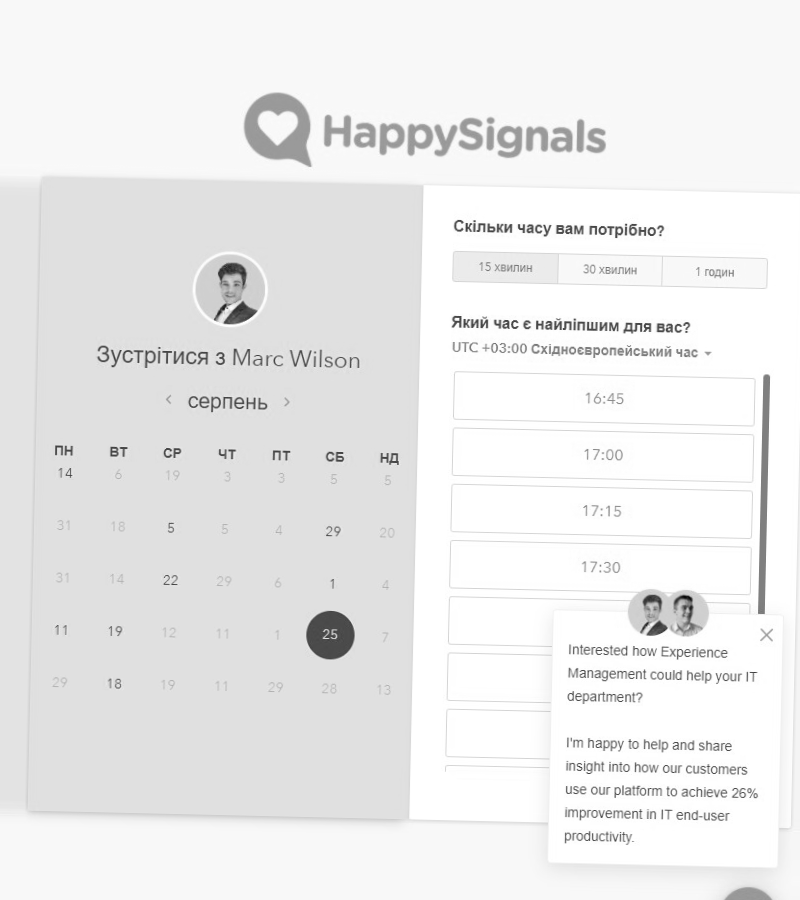 HappySignals
Зустрітися з Marc Wilson
серпень
ПН ВТ СР ЧТ ПТ СБ НД
14 6 19 3 3 5 5
31 18 5 5 4 29 20
31 14 22 29 6 1 4
11 19 12 11 1 25 7
29 18 19 11 29 28 13
Скільки часу вам потрібно?
15 хвилин 30 хвилин 1 годин
Який час є найліпшим для вас?
UTC +03:00 Східноєвропейський час
16:45
17:00
17:15
17:30
Interested how Experience
Management could help your IT
department?
I'm happy to help and share
insight into how our customers
use our platform to achieve 26%
improvement in IT end-user
productivity.